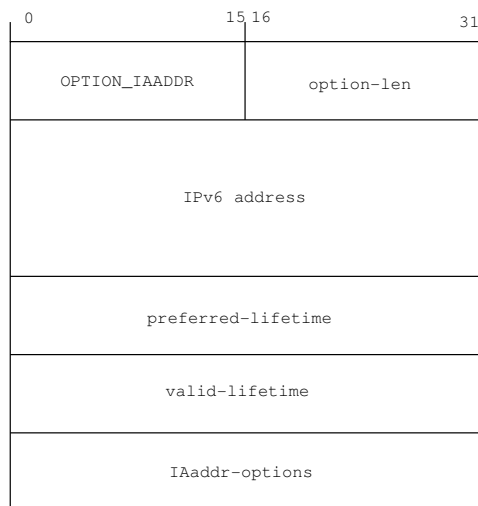 0 15 16 31
OPTION_IAADDR option-len
IPv6 address
preferred-lifetime
valid-lifetime
IAaddr-options